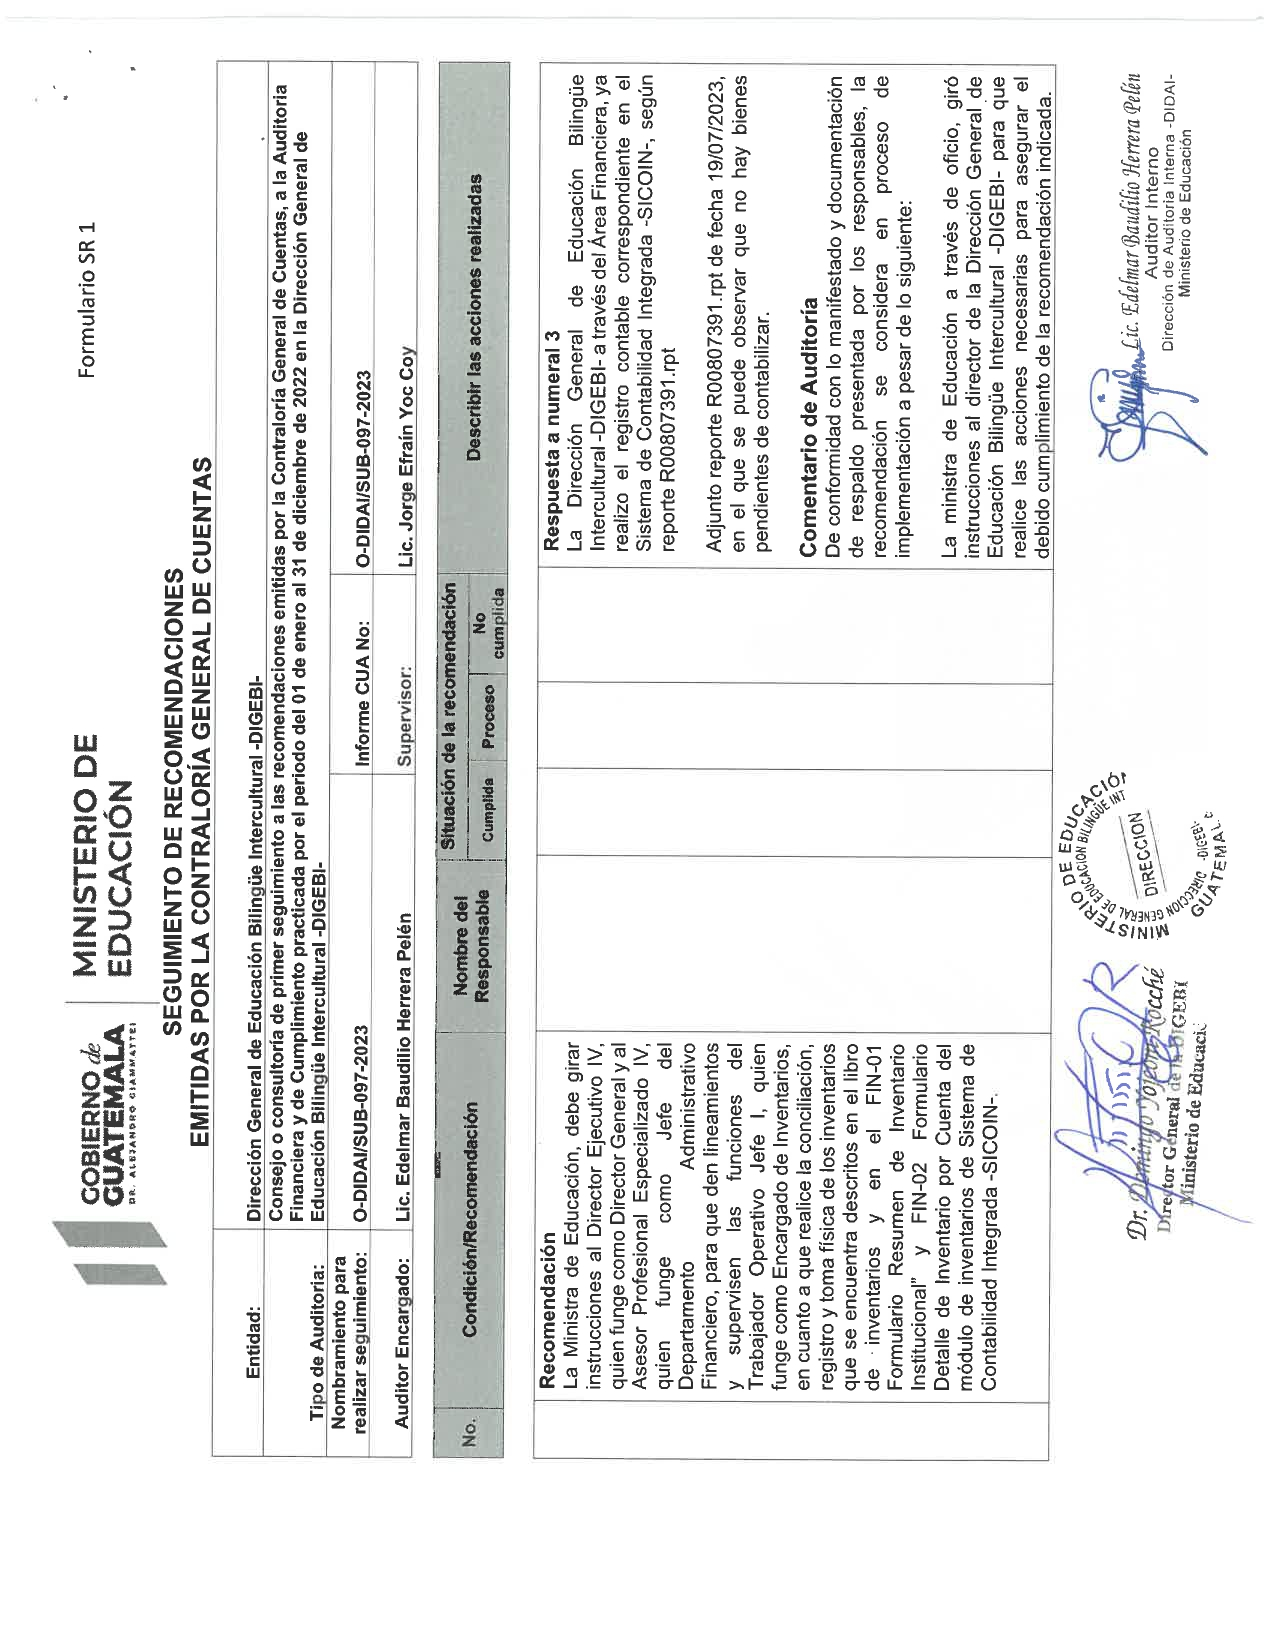 GOBIERNO de
GUATEMALA
DR. ALEJANDRO GIAMMATTEI
MINISTERIO DE
EDUCACIÓN
Formulario SR 1
SEGUIMIENTO DE RECOMENDACIONES
EMITIDAS POR LA CONTRALORÍA GENERAL DE CUENTAS
Entidad: Dirección General de Educación Bilingüe Intercultural -DIGEBI-
Tipo de Auditoria: Consejo o consultoría de primer seguimiento a las recomendaciones emitidas por la Contraloría General de Cuentas, a la Auditoria
Financiera y de Cumplimiento practicada por el periodo del 01 de enero al 31 de diciembre de 2022 en la Dirección General de
Educación Bilingüe Intercultural -DIGEBI-
Nombramiento para
realizar seguimiento: O-DIDAI/SUB-097-2023 Informe CUA No: O-DIDAI/SUB-097-2023
Auditor Encargado: Lic. Edelmar Baudilio Herrera Pelén Supervisor: Lic. Jorge Efraín Yoc Coy
No. Condición/Recomendación Nombre del
Responsable
Situación de la recomendación
Cumplida Proceso No
cumplida
Describir las acciones realizadas
Recomendación
La Ministra de Educación, debe girar
instrucciones al Director Ejecutivo IV,
quien funge como Director General y al
Asesor Profesional Especializado IV,
quien funge como Jefe del
Departamento Administrativo
Financiero, para que den lineamientos
y supervisen las funciones del
Trabajador Operativo Jefe I, quien
funge como Encargado de Inventarios,
en cuanto a que realice la conciliación,
registro y toma física de los inventarios
que se encuentra descritos en el libro
de inventarios y en el FIN-01
Formulario Resumen de Inventario
Institucional" y FIN-02 Formulario
Detalle de Inventario por Cuenta del
módulo de inventarios de Sistema de
Contabilidad Integrada -SICOIN-.
Respuesta a numeral 3
La Dirección General de Educación Bilingüe
Intercultural -DIGEBI- a través del Área Financiera, ya
realizo el registro contable correspondiente en el
Sistema de Contabilidad Integrada -SICOIN-, según
reporte R00807391.rpt
Adjunto reporte R00807391.rpt de fecha 19/07/2023,
en el que se puede observar que no hay bienes
pendientes de contabilizar.
Comentario de Auditoría
De conformidad con lo manifestado y documentación
de respaldo presentada por los responsables, la
recomendación se considera en proceso de
implementación a pesar de lo siguiente:
La ministra de Educación a través de oficio, giró
instrucciones al director de la Dirección General de
Educación Bilingüe Intercultural -DIGEBI- para que
realice las acciones necesarias para asegurar el
debido cumplimiento de la recomendación indicada.
Dr. Domingo Rocché
Director General de la DIGEBI
Ministerio de Educació
MINISTERIO DE EDUCACIÓN
DIRECCION GENERAL DE EDUCACION BILINGÜE INT
DIRECCION
-DIGEBI-
GUATEMALA
Lic. Edelmar Baudilio Herrera Pelén
Auditor Interno
Dirección de Auditoria Interna -DIDAI-
Ministerio de Educación